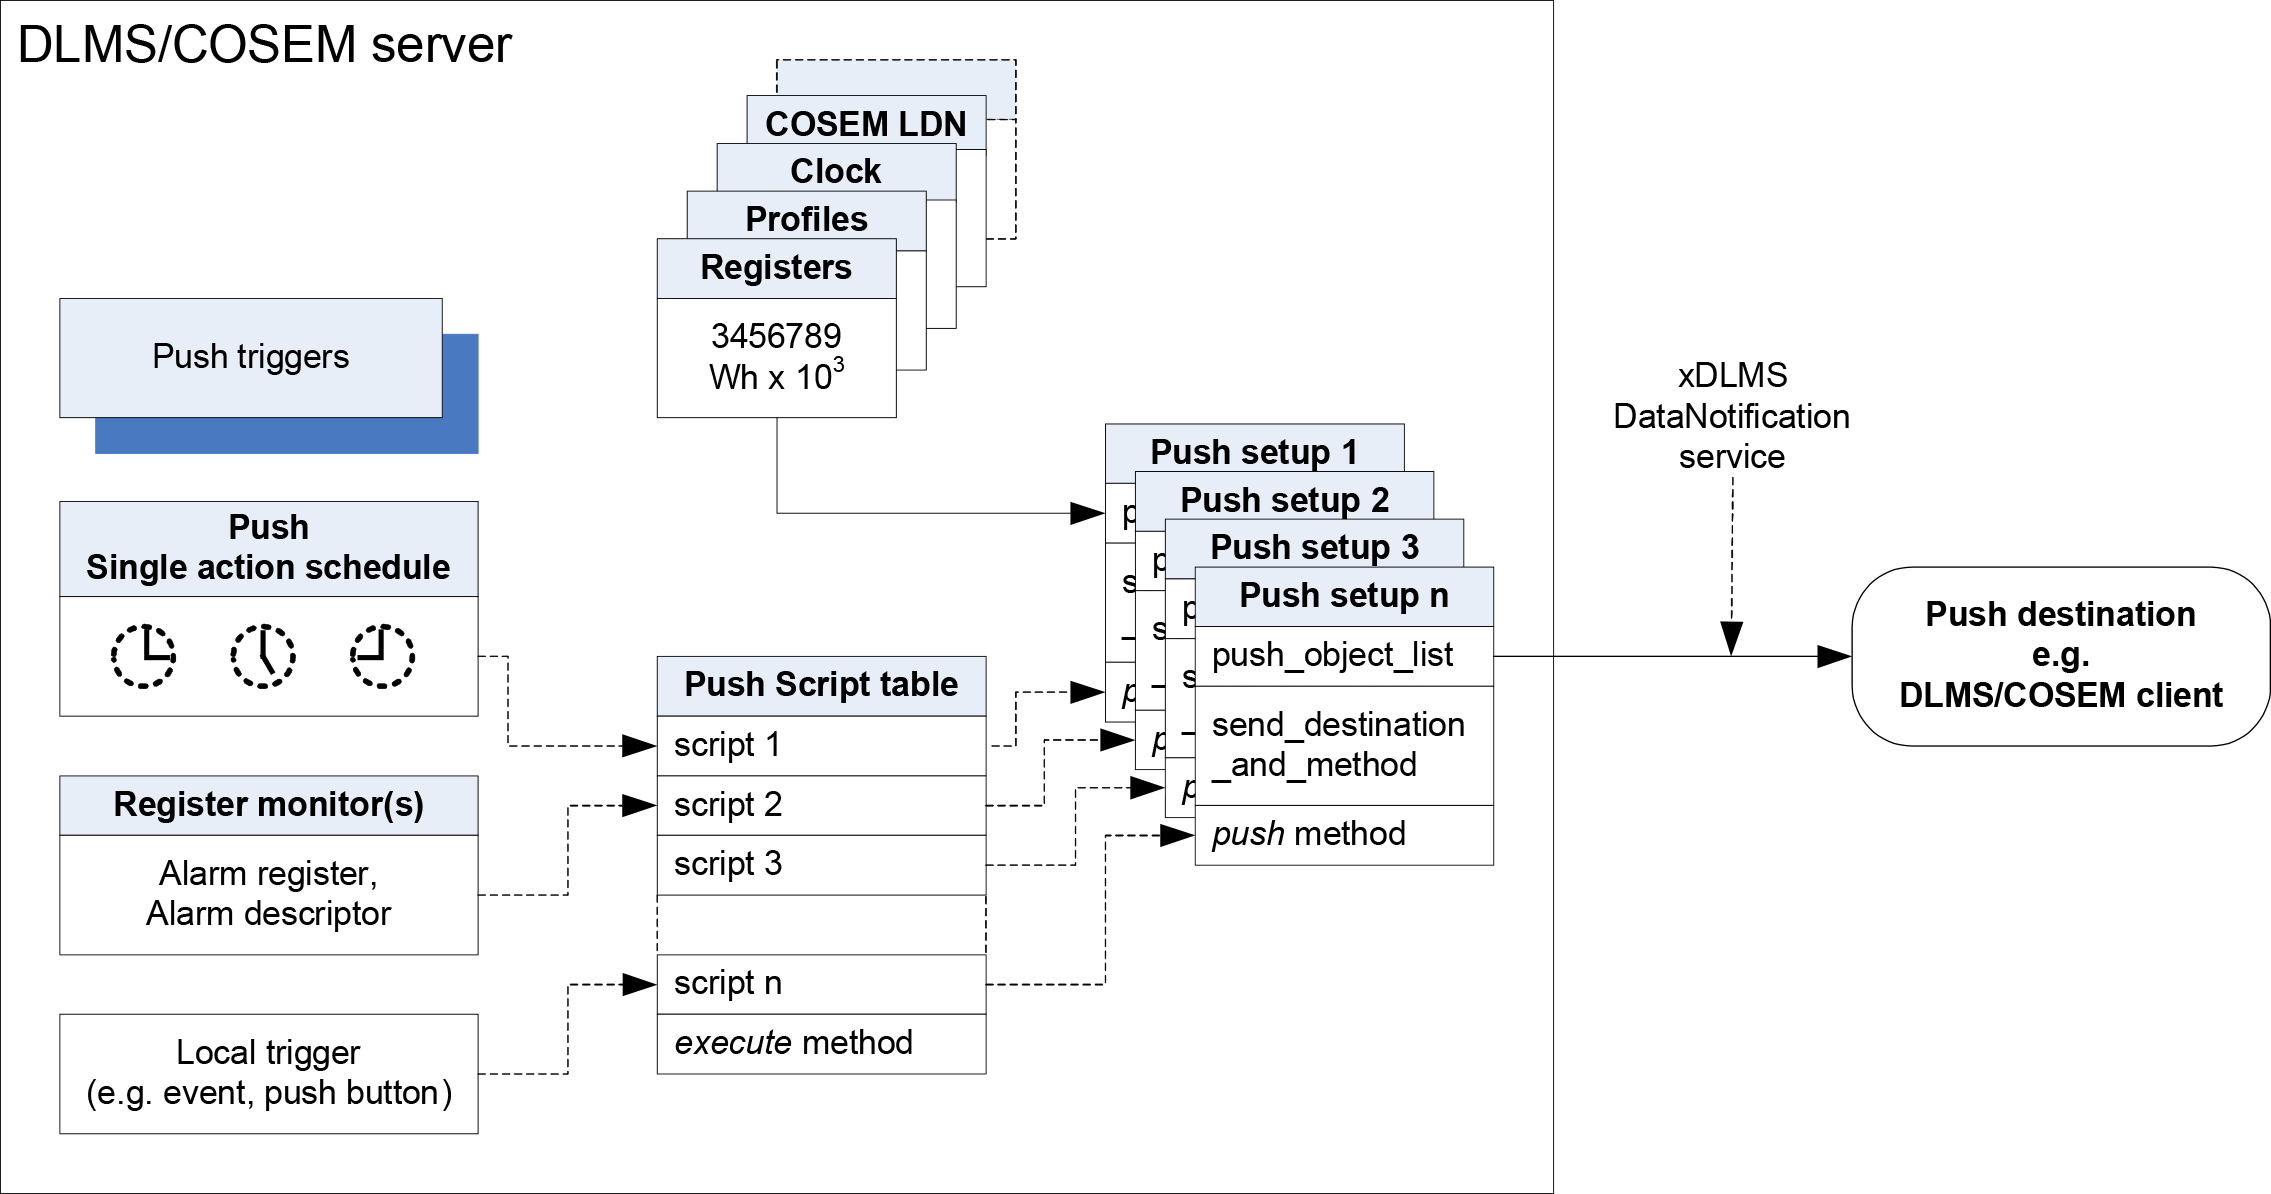 DLMS/COSEM server
COSEM LDN
Clock
Profiles
Registers
3456789
Wh x 10³
Push triggers
Push
Single action schedule
Register monitor(s)
Alarm register,
Alarm descriptor
Local trigger
(e.g. event, push button)
Push Script table
script 1
script 2
script 3
script n
execute method
Push setup 1
p
s
_
p
Push setup 2
p
s
_
p
Push setup 3
p
s
_
p
Push setup n
push_object_list
send_destination
_and_method
push method
xDLMS
DataNotification
service
Push destination
e.g.
DLMS/COSEM client